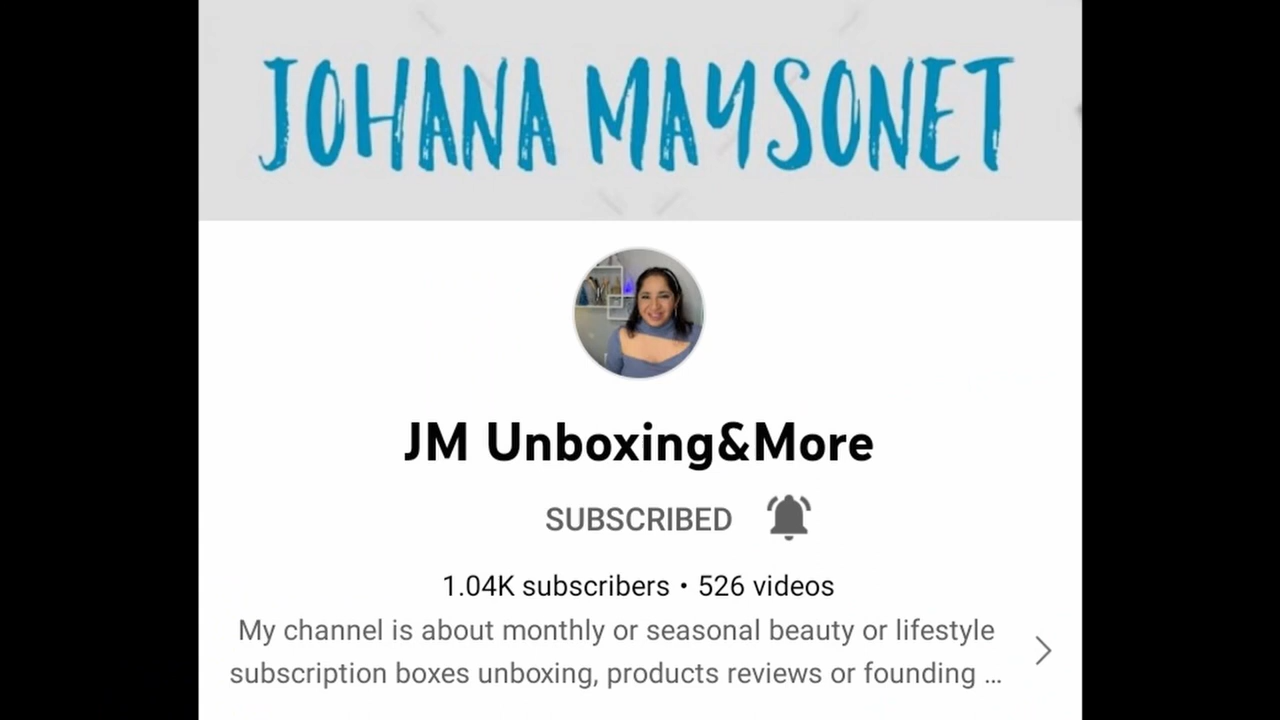 JOHANA MAYSONET
JM Unboxing&More
SUBSCRIBED
1.04K subscribers • 526 videos
My channel is about monthly or seasonal beauty or lifestyle
subscription boxes unboxing, products reviews or founding ...